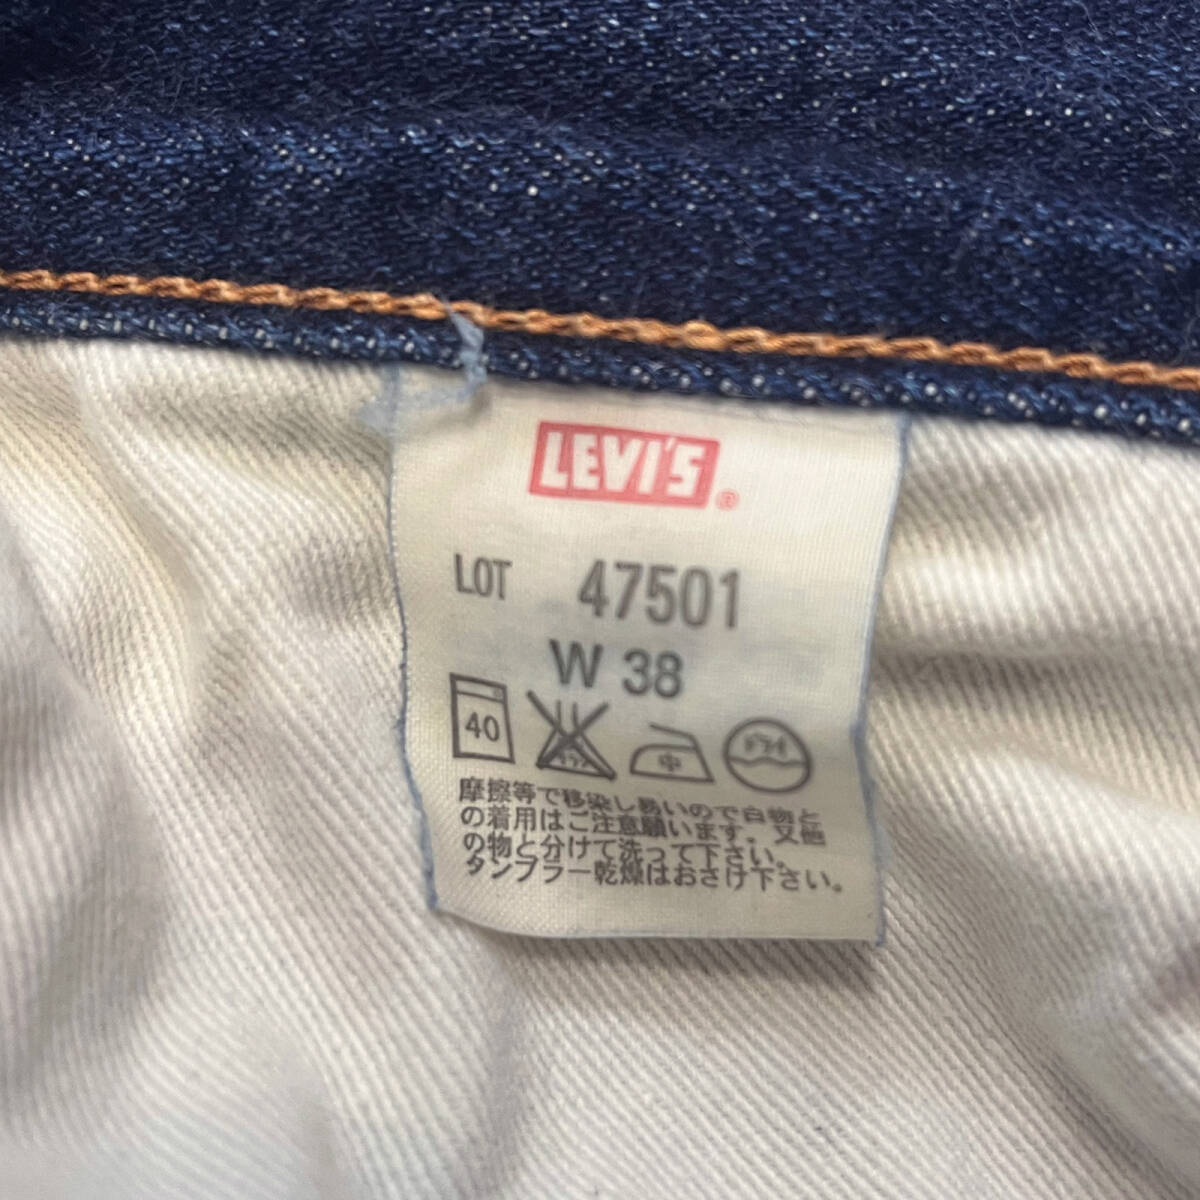 LEVI'S®
LOT 47501
W 38
40 中 ドライ
摩擦等で移染し易いので白物と
の着用はご注意願います。又他
の物と分けて洗って下さい。
タンブラー乾燥はおさけ下さい。